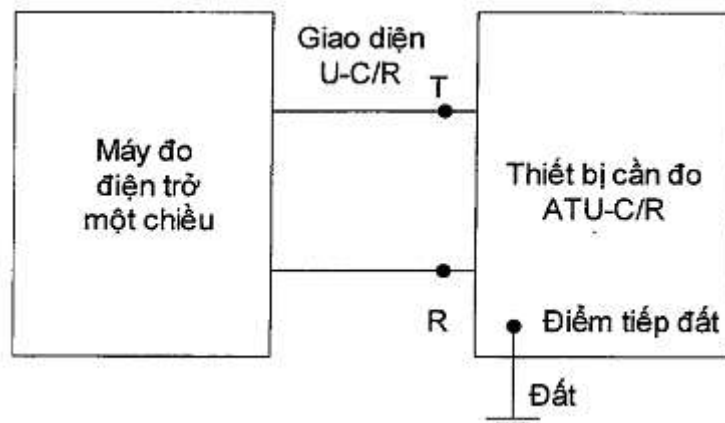 Giao diện
U-C/R
T
Máy đo
điện trở
một chiều
Thiết bị cần đo
ATU-C/R
R
Điểm tiếp đất
Đất